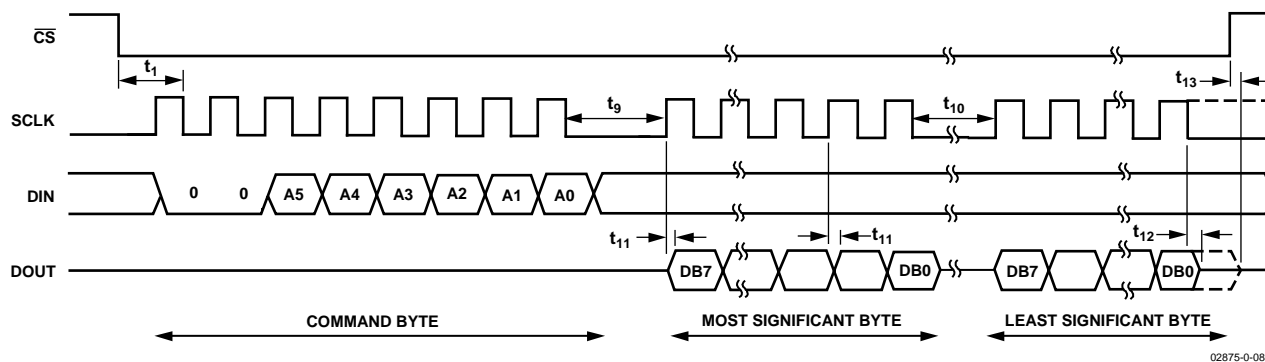 CS
t1
t13
SCLK
t9
t10
DIN
0 0 A5 A4 A3 A2 A1 A0
t11
t11
t12
DOUT
DB7
DB0
DB7
DB0
COMMAND BYTE
MOST SIGNIFICANT BYTE
LEAST SIGNIFICANT BYTE
02875-0-08